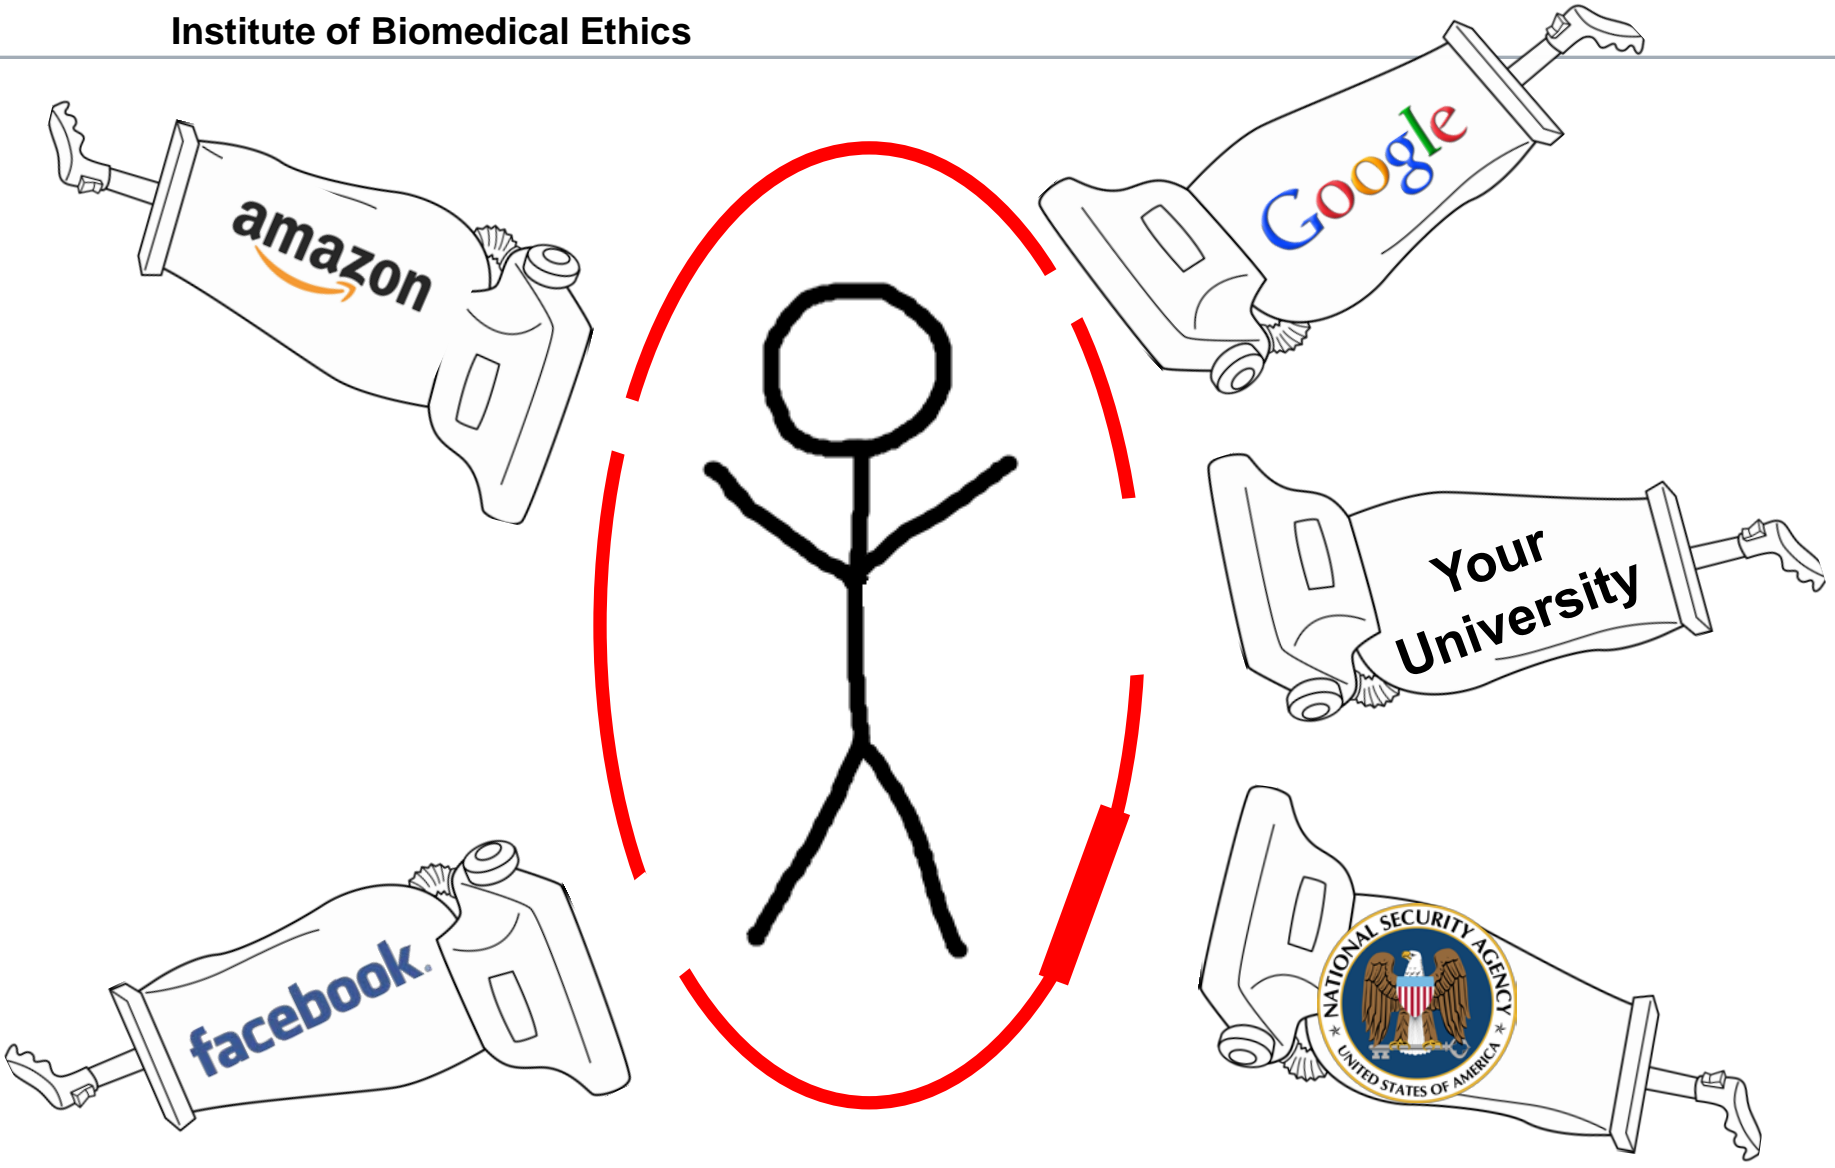 Institute of Biomedical Ethics
Google
amazon
Your
University
facebook.
NATIONAL SECURITY AGENCY
UNITED STATES OF AMERICA